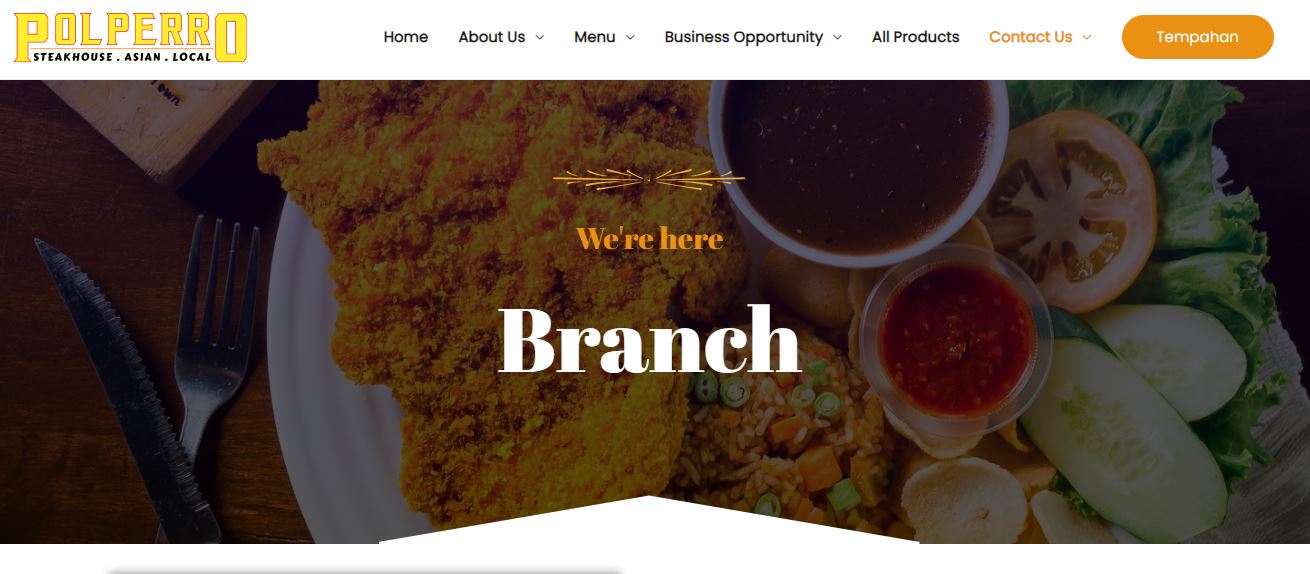 POLPERRO
STEAKHOUSE . ASIAN . LOCAL
Home About Us Menu Business Opportunity All Products Contact Us Tempahan
own
We're here
Branch